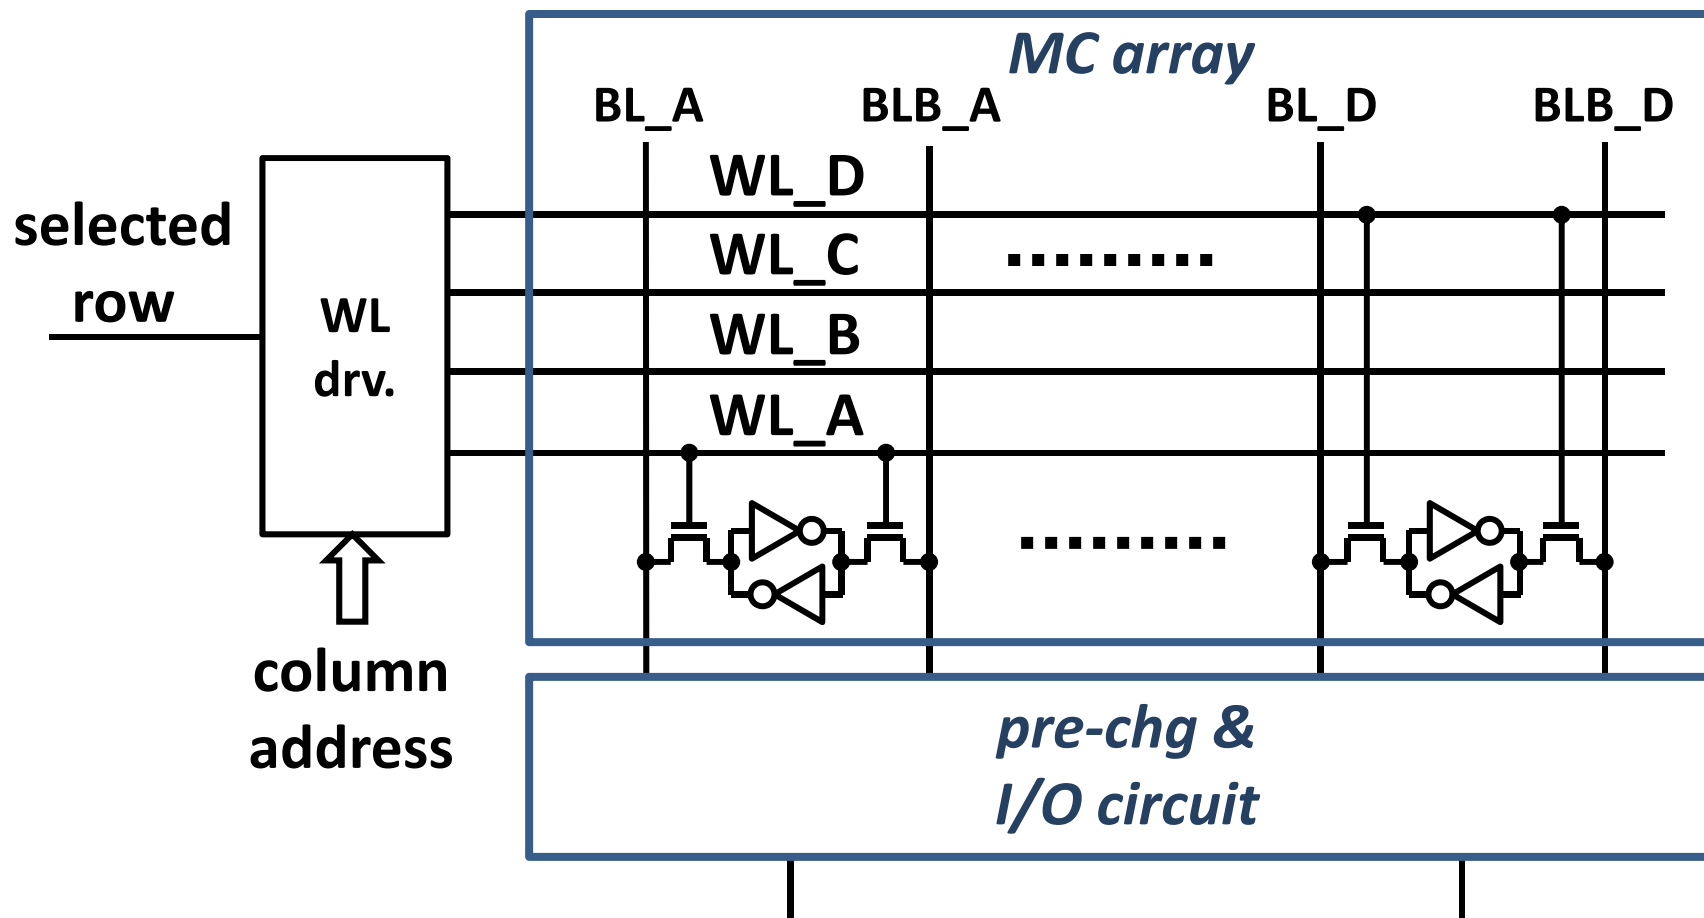 MC array
BL_A
BLB_A
BL_D
BLB_D
WL_D
selected
row
WL_C
WL
drv.
WL_B
WL_A
column
address
pre-chg &
I/O circuit